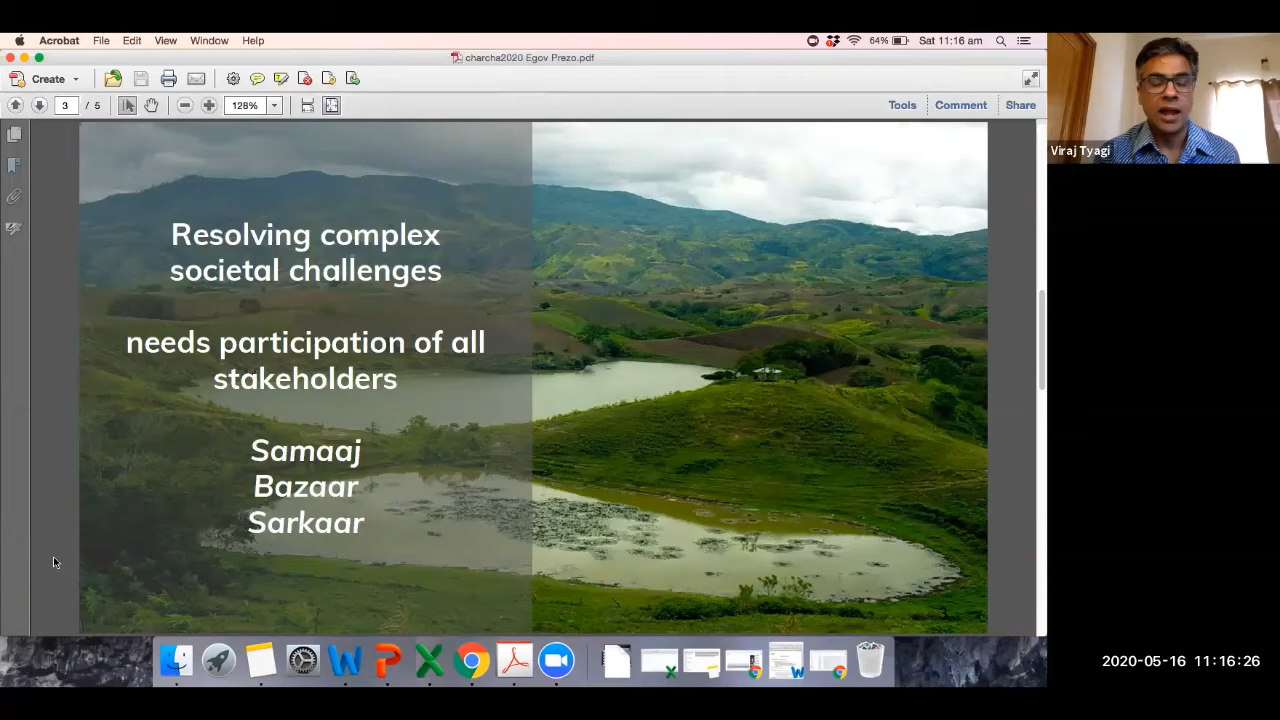 Acrobat File Edit View Window Help
64% Sat 11:16 am
charcha2020 Egov Prezo.pdf
Create
3 / 5
128%
Tools Comment Share
Viraj Tyagi
Resolving complex
societal challenges
needs participation of all
stakeholders
Samaaj
Bazaar
Sarkaar
2020-05-16 11:16:26